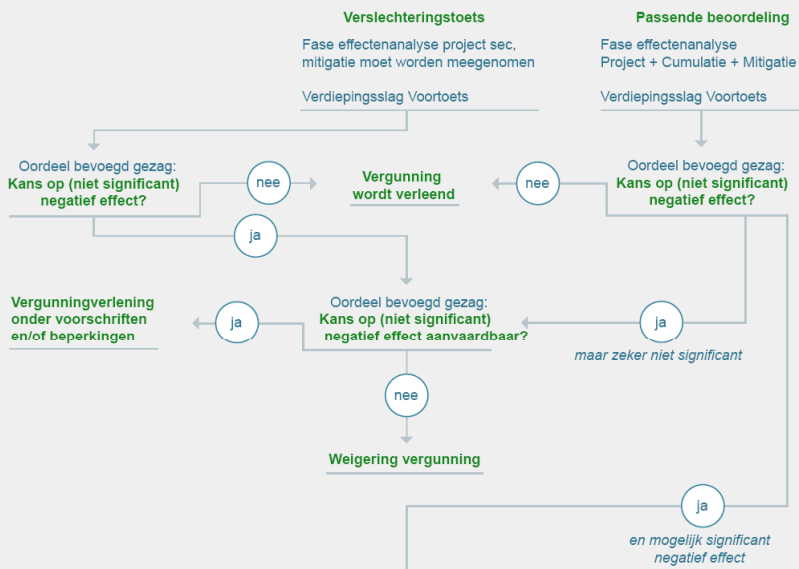 Verslechteringstoets
Fase effectenanalyse project sec,
mitigatie moet worden meegenomen
Verdiepingsslag Voortoets
Passende beoordeling
Fase effectenanalyse
Project + Cumulatie + Mitigatie
Verdiepingsslag Voortoets
Oordeel bevoegd gezag:
Kans op (niet significant)
negatief effect?
nee
Vergunning
wordt verleend
nee
Oordeel bevoegd gezag:
Kans op (niet significant)
negatief effect?
ja
Vergunningverlening
onder voorschriften
en/of beperkingen
ja
Oordeel bevoegd gezag:
Kans op (niet significant)
negatief effect aanvaardbaar?
ja
maar zeker niet significant
nee
Weigering vergunning
ja
en mogelijk significant
negatief effect